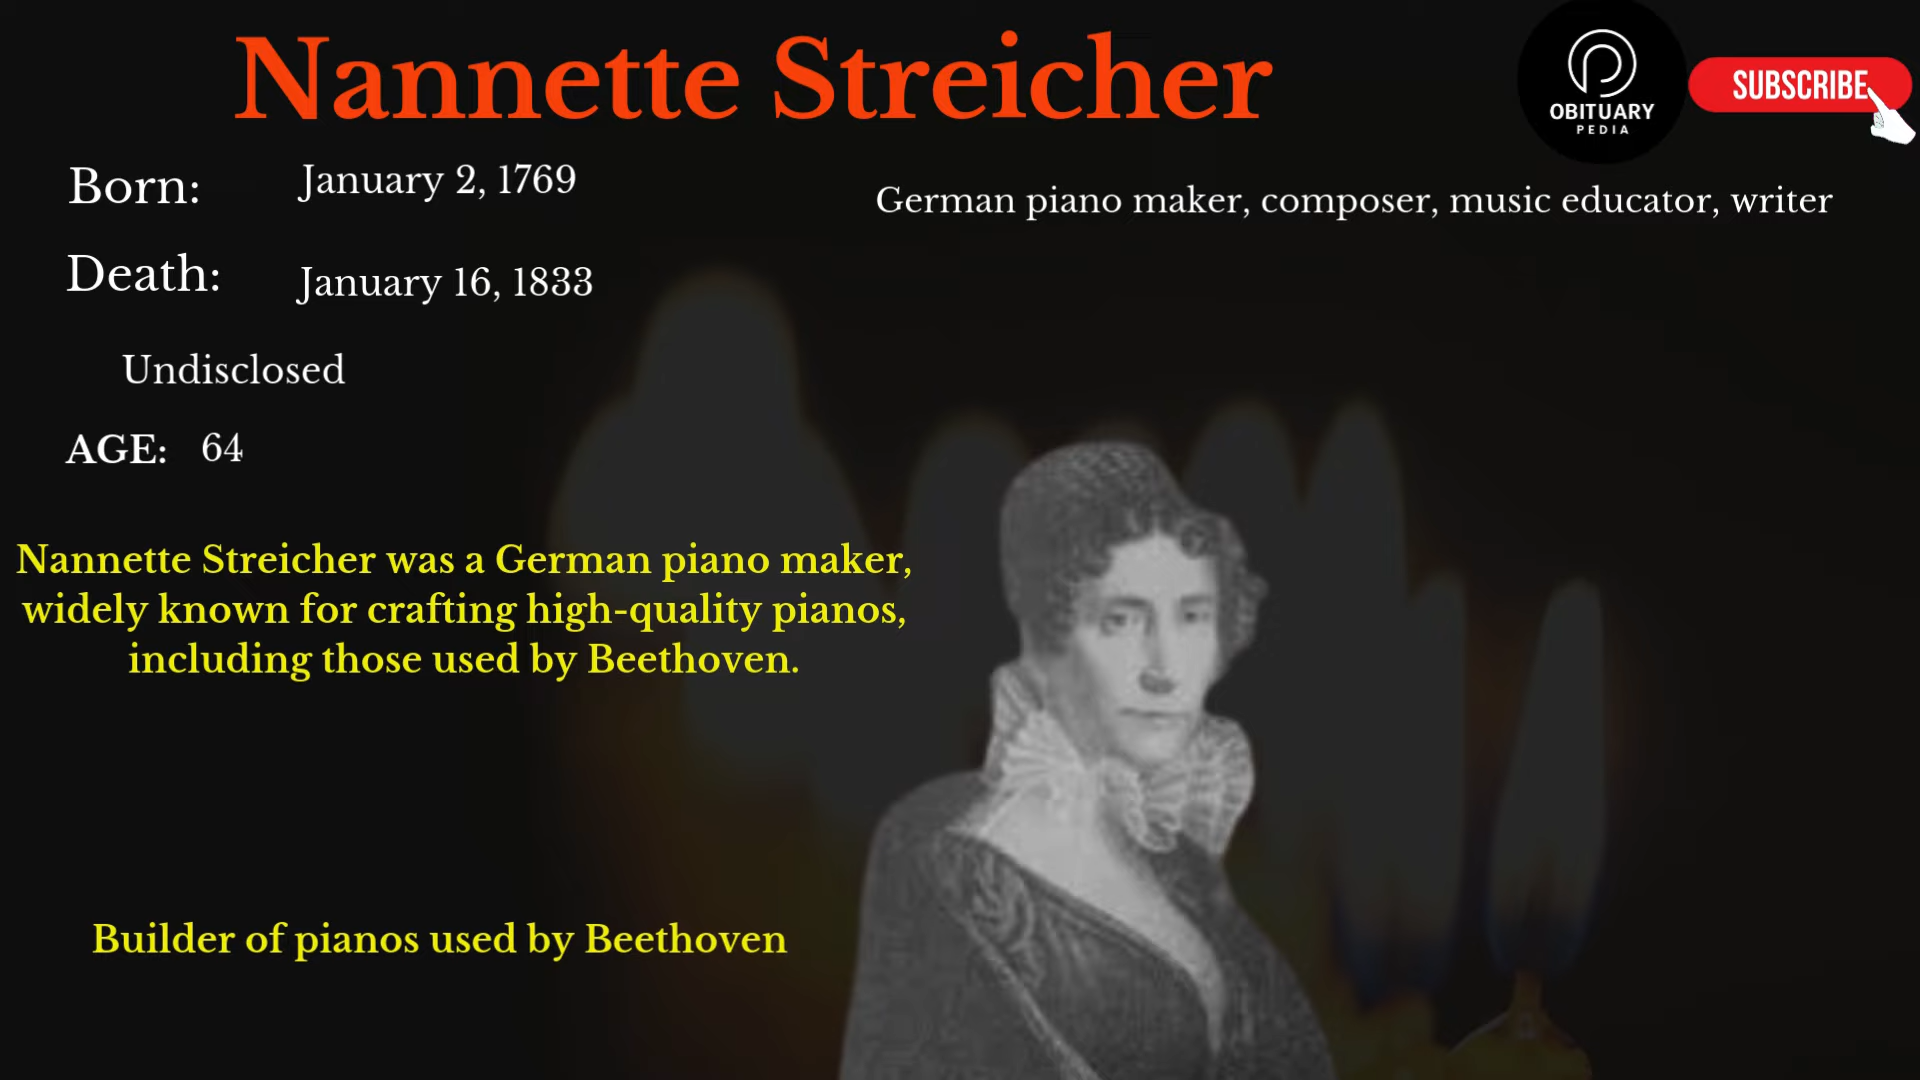 Nannette Streicher
OBITUARY
PEDIA
SUBSCRIBE
Born:
January 2, 1769
German piano maker, composer, music educator, writer
Death:
January 16, 1833
Undisclosed
AGE:
64
Nannette Streicher was a German piano maker,
widely known for crafting high-quality pianos,
including those used by Beethoven.
Builder of pianos used by Beethoven